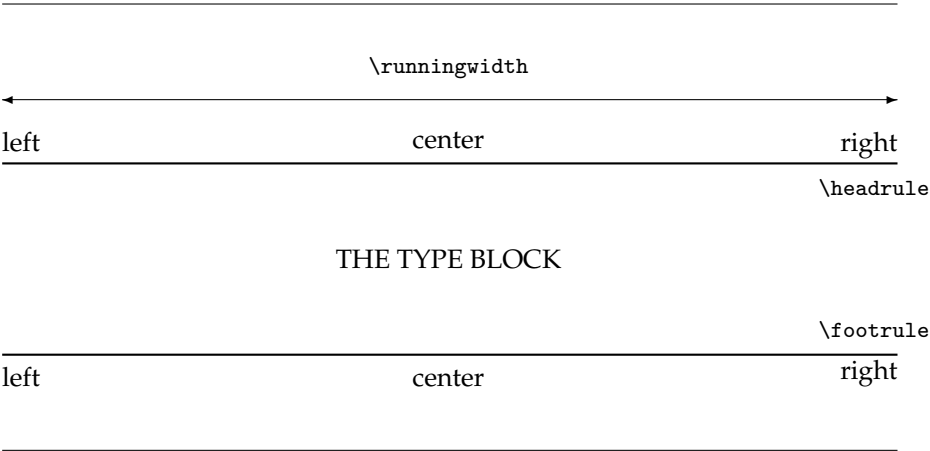 \runningwidth
left center right
\headrule
THE TYPE BLOCK
\footrule
left center right